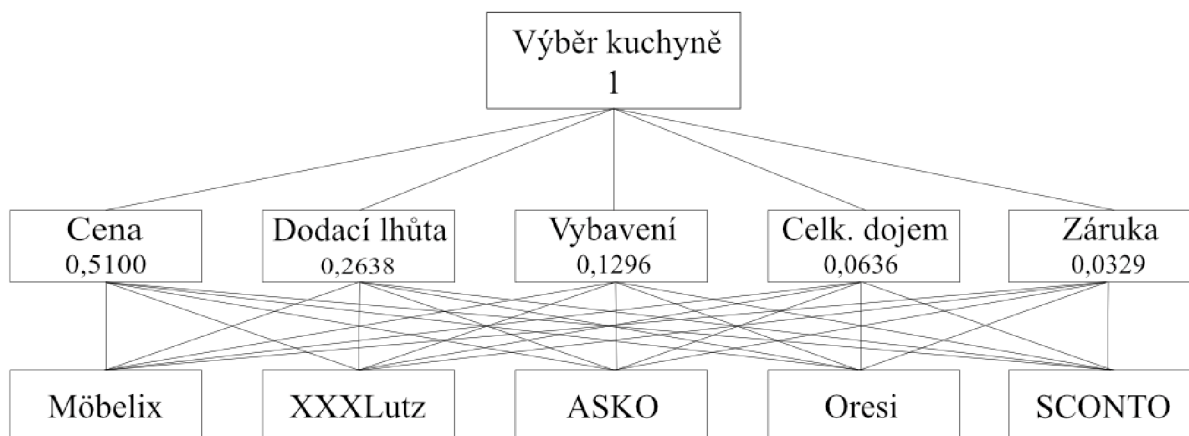 Výběr kuchyně
1
Cena
0,5100
Dodací lhůta
0,2638
Vybavení
0,1296
Celk. dojem
0,0636
Záruka
0,0329
Möbelix
XXXLutz
ASKO
Oresi
SCONTO